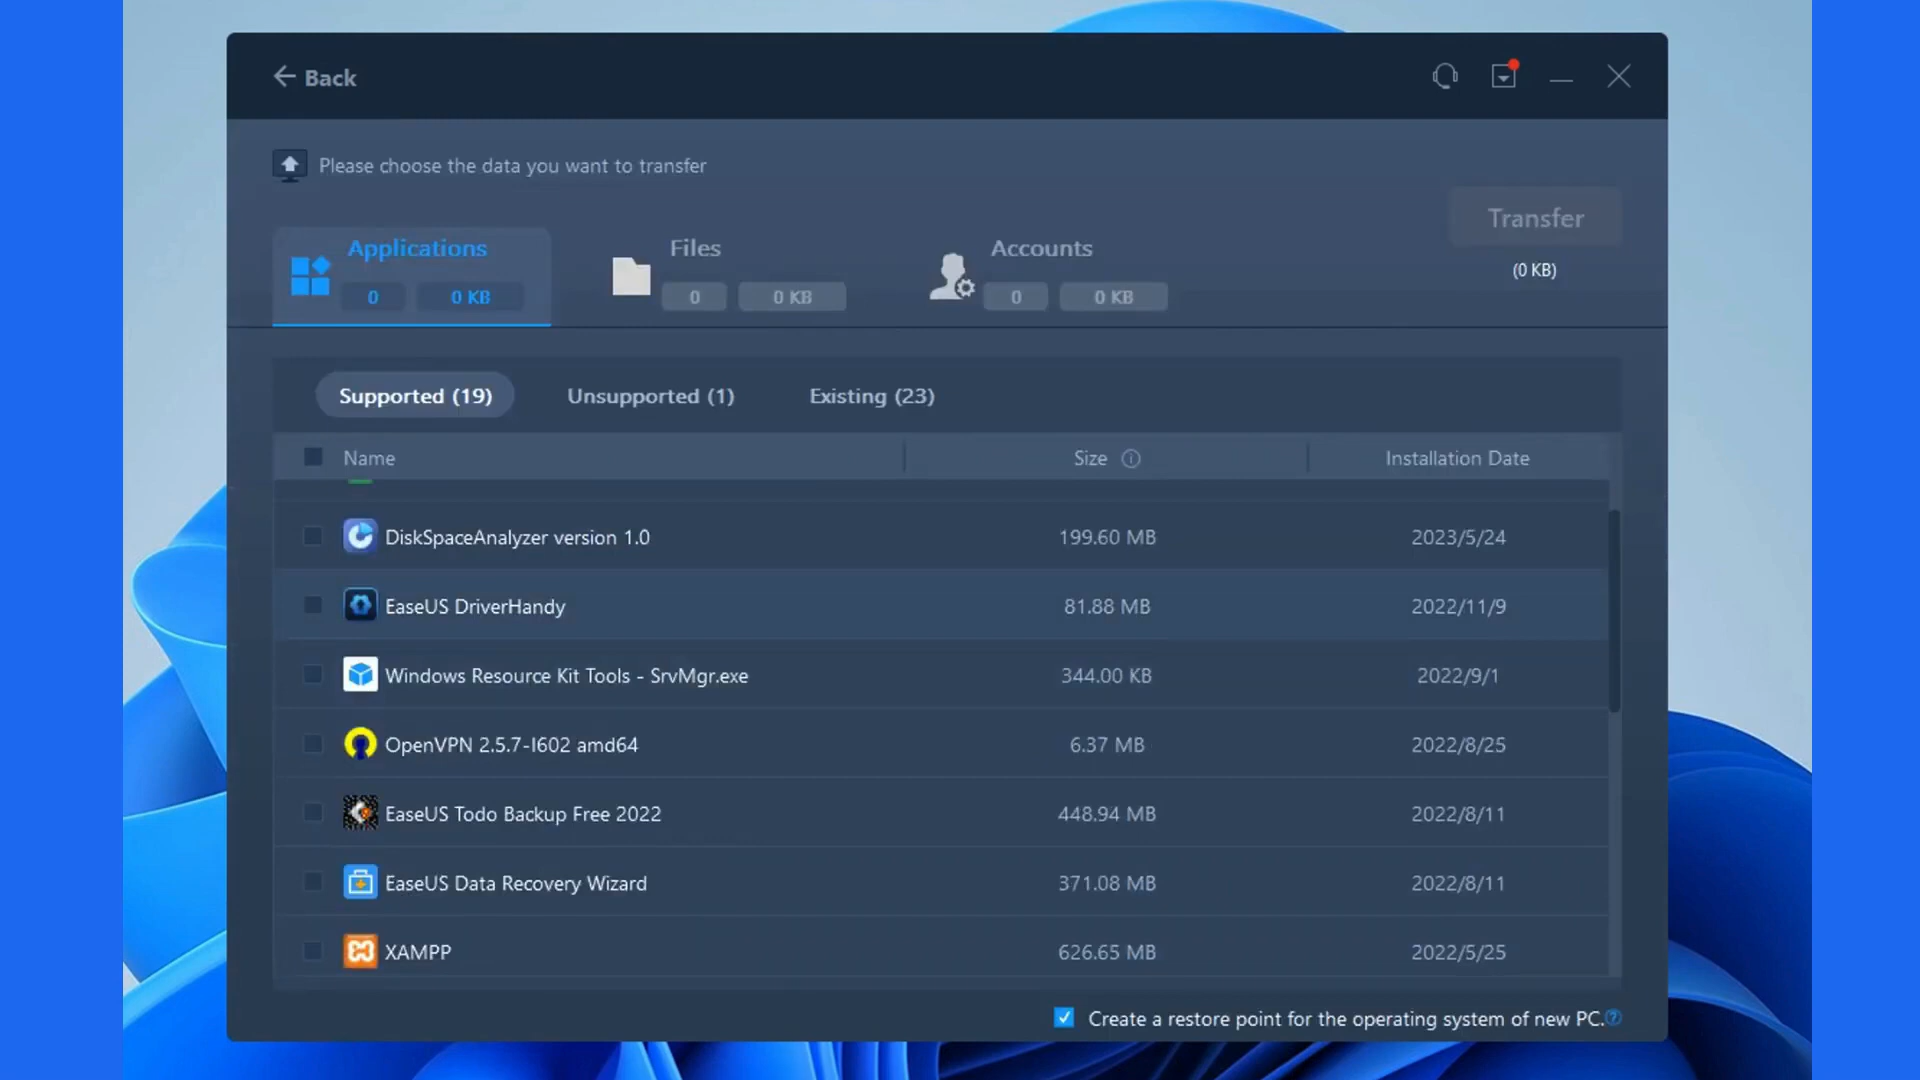 Back
Please choose the data you want to transfer
Transfer
(0 KB)
Applications
0 0 KB
Files
0 0 KB
Accounts
0 0 KB
Supported (19) Unsupported (1) Existing (23)
Name Size Installation Date
DiskSpaceAnalyzer version 1.0 199.60 MB 2023/5/24
EaseUS DriverHandy 81.88 MB 2022/11/9
Windows Resource Kit Tools - SrvMgr.exe 344.00 KB 2022/9/1
OpenVPN 2.5.7-I602 amd64 6.37 MB 2022/8/25
EaseUS Todo Backup Free 2022 448.94 MB 2022/8/11
EaseUS Data Recovery Wizard 371.08 MB 2022/8/11
XAMPP 626.65 MB 2022/5/25
Create a restore point for the operating system of new PC.